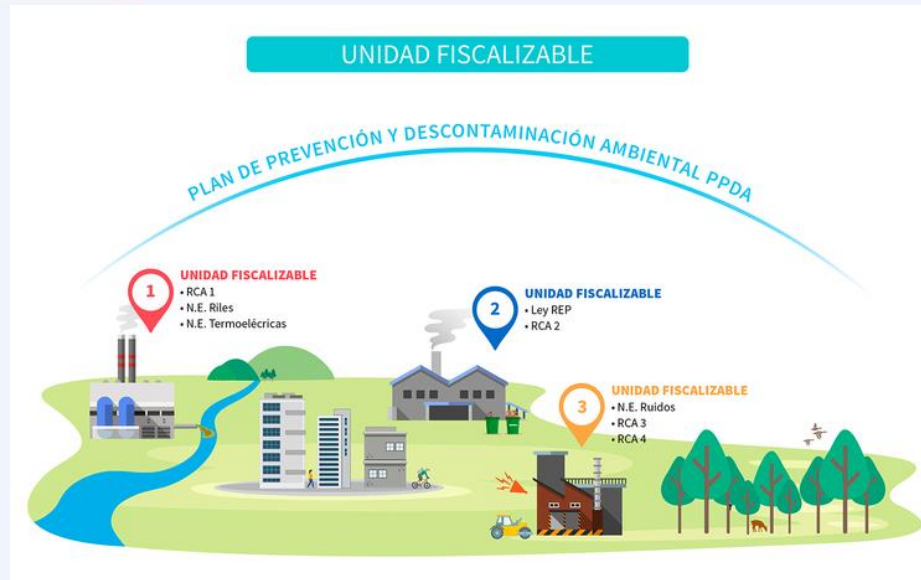 UNIDAD FISCALIZABLE
PLAN DE PREVENCIÓN Y DESCONTAMINACIÓN AMBIENTAL PPDA
1
UNIDAD FISCALIZABLE
• RCA 1
• N.E. Riles
• N.E. Termoelécricas
2
UNIDAD FISCALIZABLE
• Ley REP
• RCA 2
3
UNIDAD FISCALIZABLE
• N.E. Ruidos
• RCA 3
• RCA 4